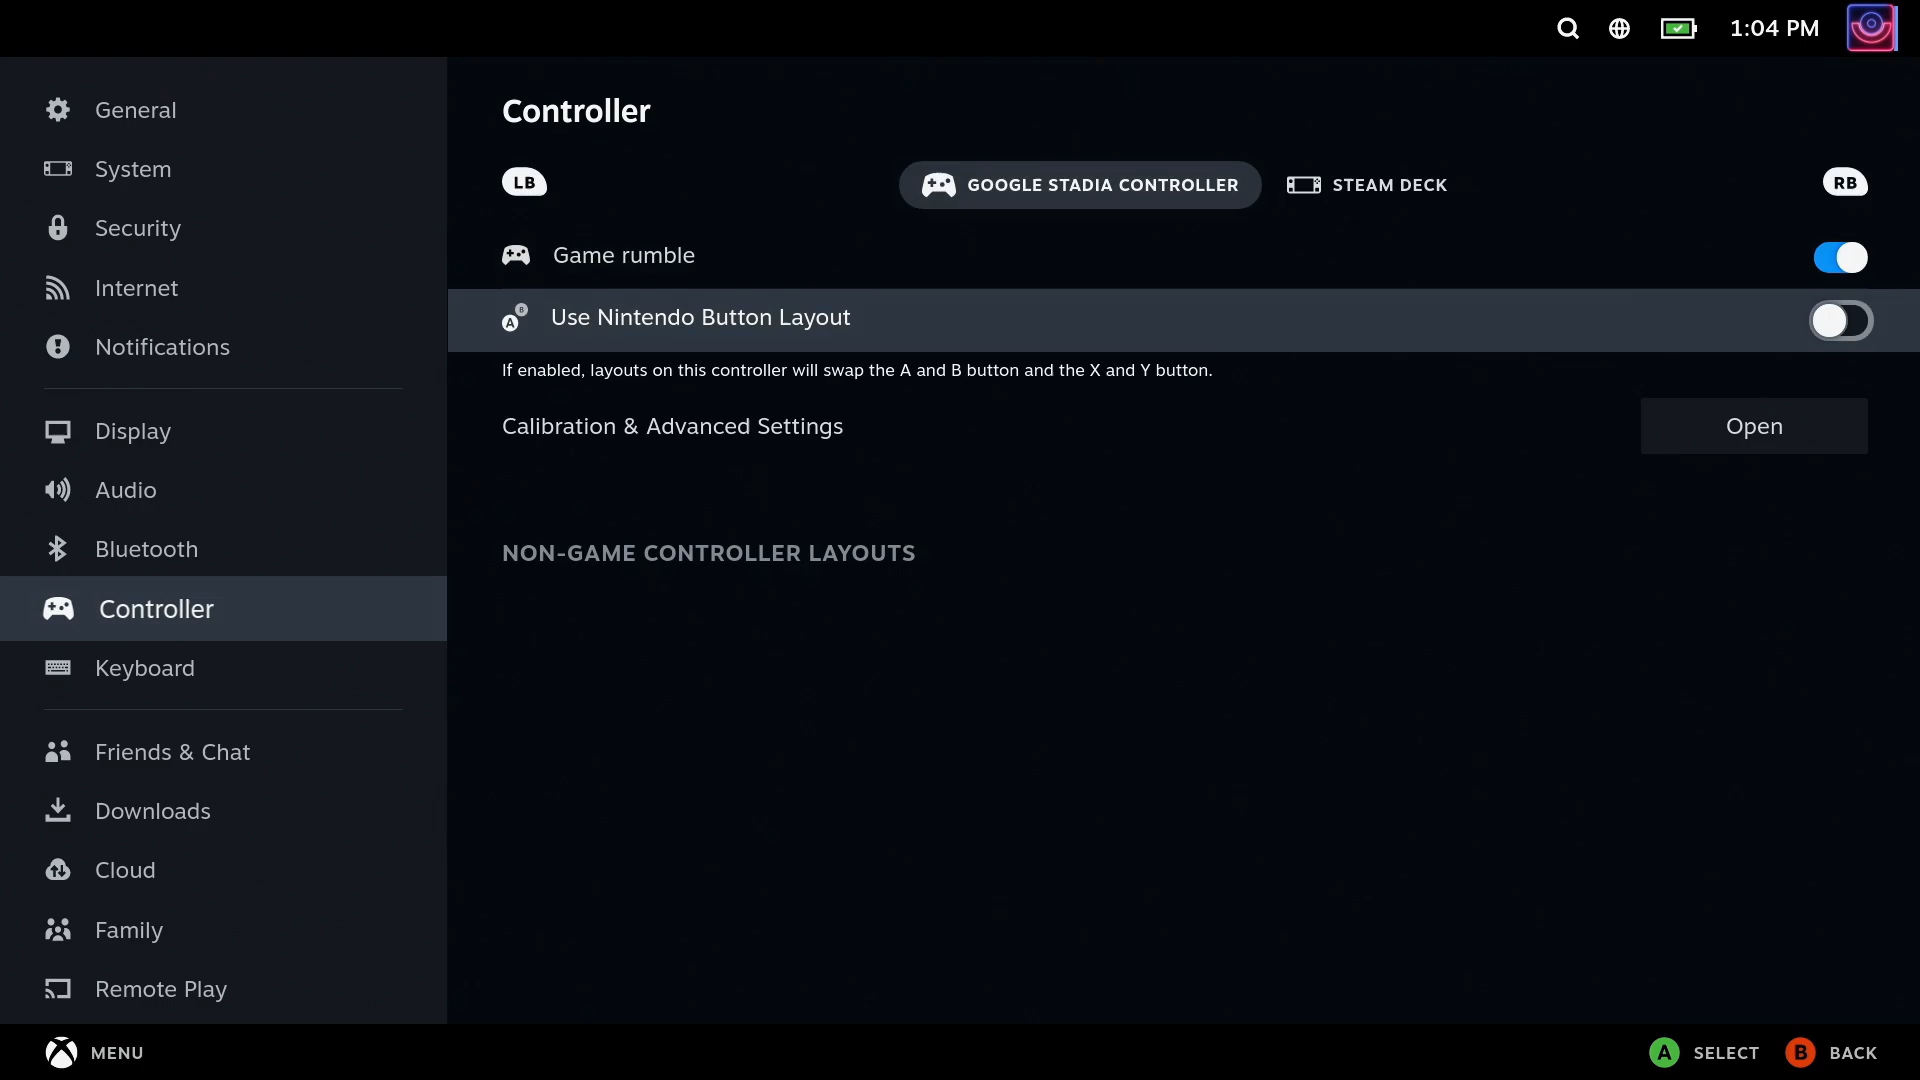 1:04 PM
General
System
Security
Internet
Notifications
Display
Audio
Bluetooth
Controller
Keyboard
Friends & Chat
Downloads
Cloud
Family
Remote Play
Controller
LB
GOOGLE STADIA CONTROLLER
STEAM DECK
RB
Game rumble
A B
Use Nintendo Button Layout
If enabled, layouts on this controller will swap the A and B button and the X and Y button.
Calibration & Advanced Settings
Open
NON-GAME CONTROLLER LAYOUTS
MENU
A SELECT
B BACK